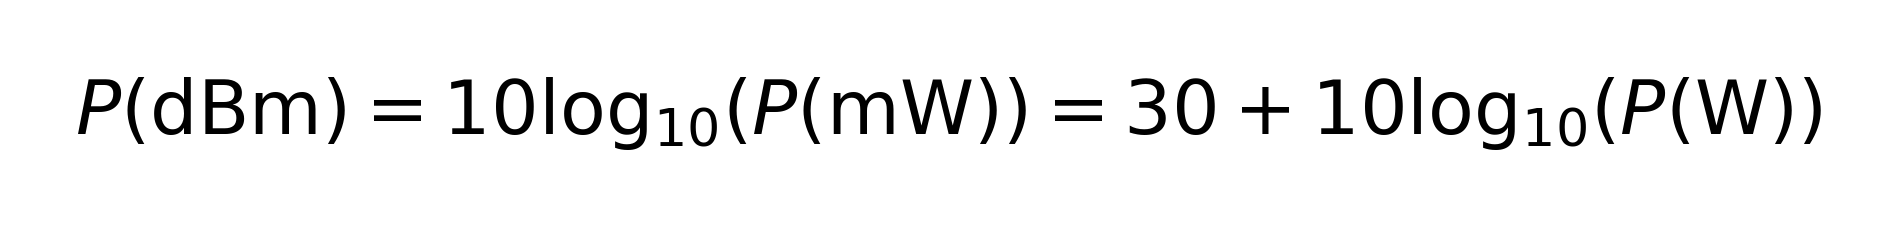 P(dBm) = 10log₁₀(P(mW)) = 30 + 10log₁₀(P(W))